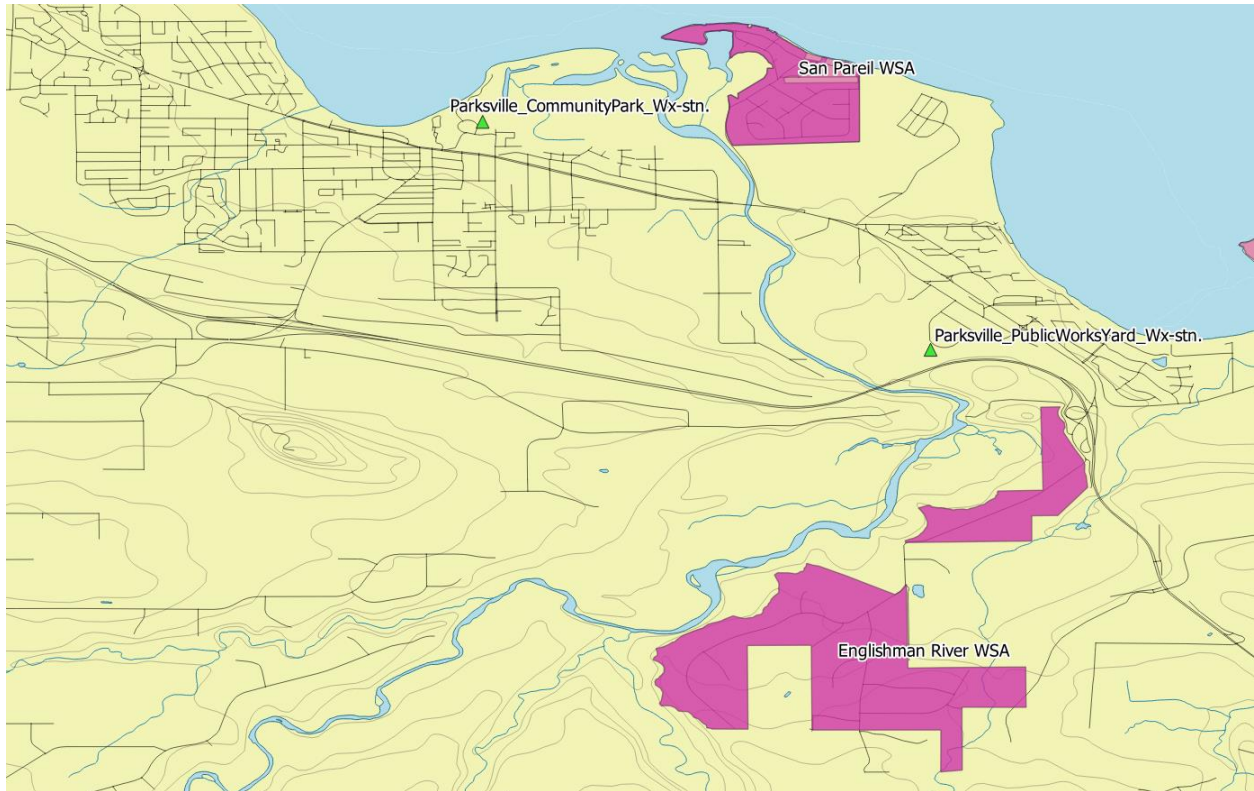 San Pareil WSA
Parksville_CommunityPark_Wx-stn.
Parksville_PublicWorksYard_Wx-stn.
Englishman River WSA